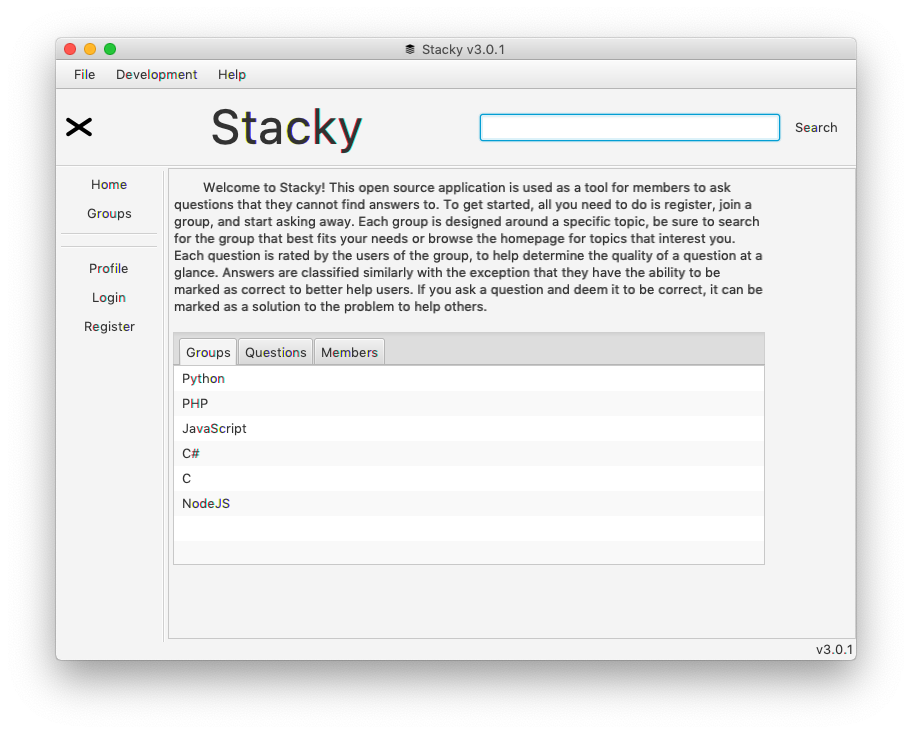 Stacky v3.0.1
File Development Help
Stacky
Search
Home
Groups
Profile
Login
Register
Welcome to Stacky! This open source application is used as a tool for members to ask
questions that they cannot find answers to. To get started, all you need to do is register, join a
group, and start asking away. Each group is designed around a specific topic, be sure to search
for the group that best fits your needs or browse the homepage for topics that interest you.
Each question is rated by the users of the group, to help determine the quality of a question at a
glance. Answers are classified similarly with the exception that they have the ability to be
marked as correct to better help users. If you ask a question and deem it to be correct, it can be
marked as a solution to the problem to help others.
Groups Questions Members
Python
PHP
JavaScript
C#
C
NodeJS
v3.0.1